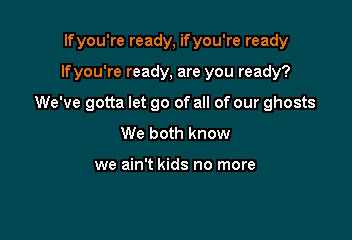 If you're ready, if you're ready
If you're ready, are you ready?
We've gotta let go of all of our ghosts
We both know
we ain't kids no more